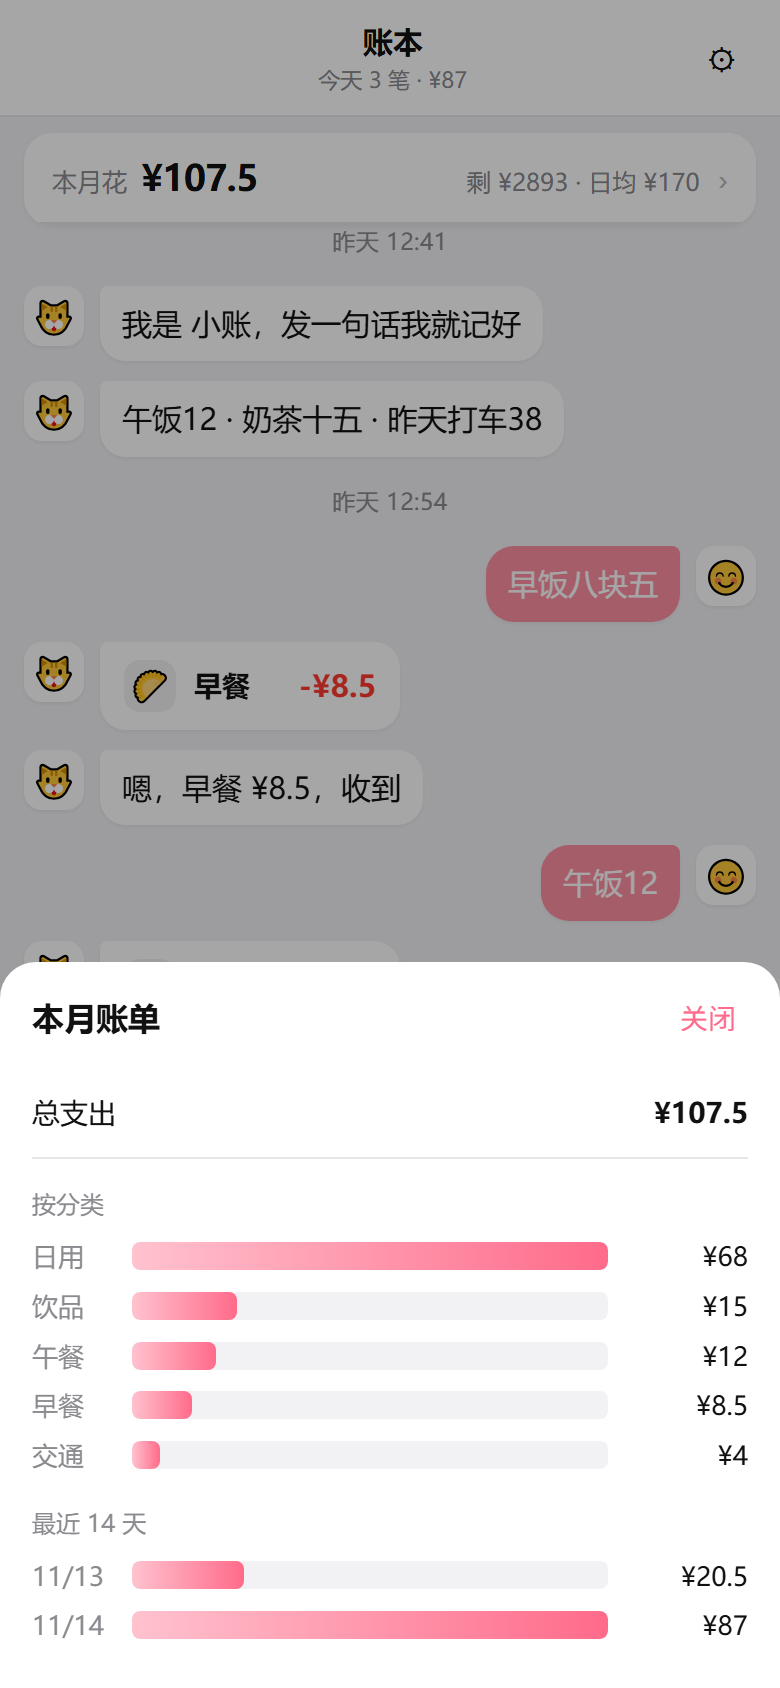 账本
今天 3 笔 · ¥87
本月花 ¥107.5 剩 ¥2893 · 日均 ¥170 ›
昨天 12:41
我是 小账，发一句话我就记好
午饭12 · 奶茶十五 · 昨天打车38
昨天 12:54
早饭八块五
早餐 -¥8.5
嗯，早餐 ¥8.5，收到
午饭12
本月账单 关闭
总支出 ¥107.5
按分类
日用 ¥68
饮品 ¥15
午餐 ¥12
早餐 ¥8.5
交通 ¥4
最近 14 天
11/13 ¥20.5
11/14 ¥87